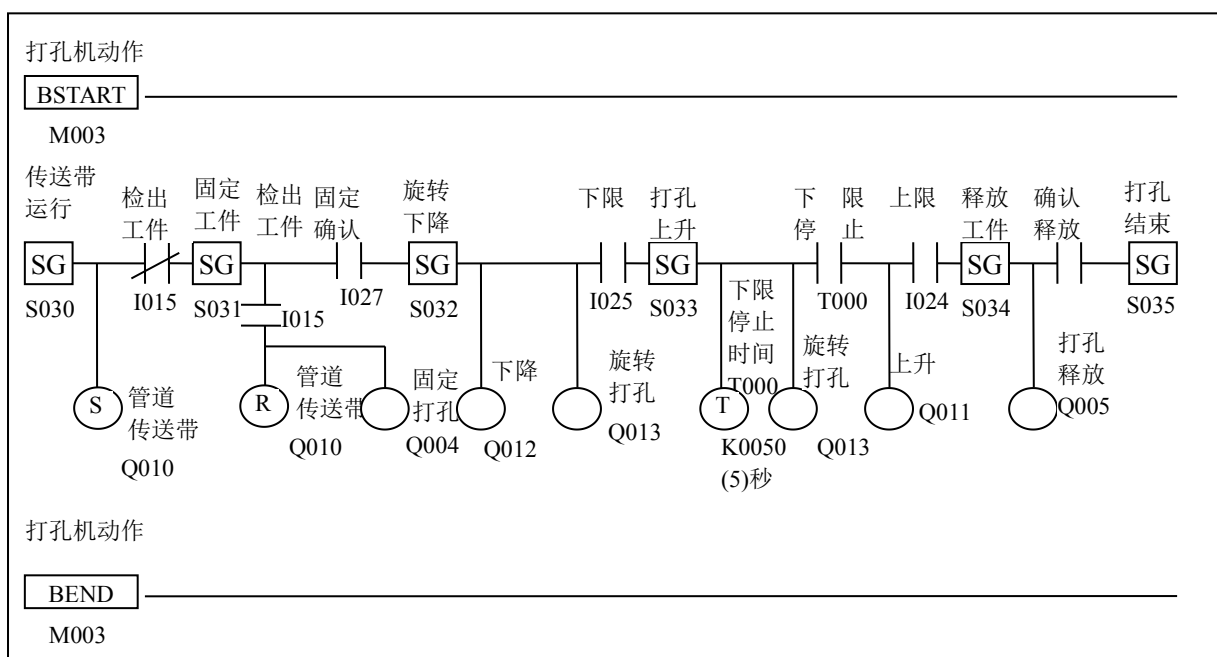 打孔机动作
BSTART
M003
传送带
运行
检出
工件
固定
工件
检出
工件
固定
确认
旋转
下降
下限
打孔
上升
下 限
停 止
上限
释放
工件
确认
释放
打孔
结束
SG
SG
SG
SG
SG
SG
S030
I015
S031
I015
I027
S032
I025
S033
T000
I024
S034
S035
S
管道
传送带
Q010
R
管道
传送带
Q010
固定
打孔
Q004
下降
Q012
旋转
打孔
Q013
下限
停止
时间
T000
T
K0050
(5)秒
旋转
打孔
Q013
上升
Q011
打孔
释放
Q005
打孔机动作
BEND
M003